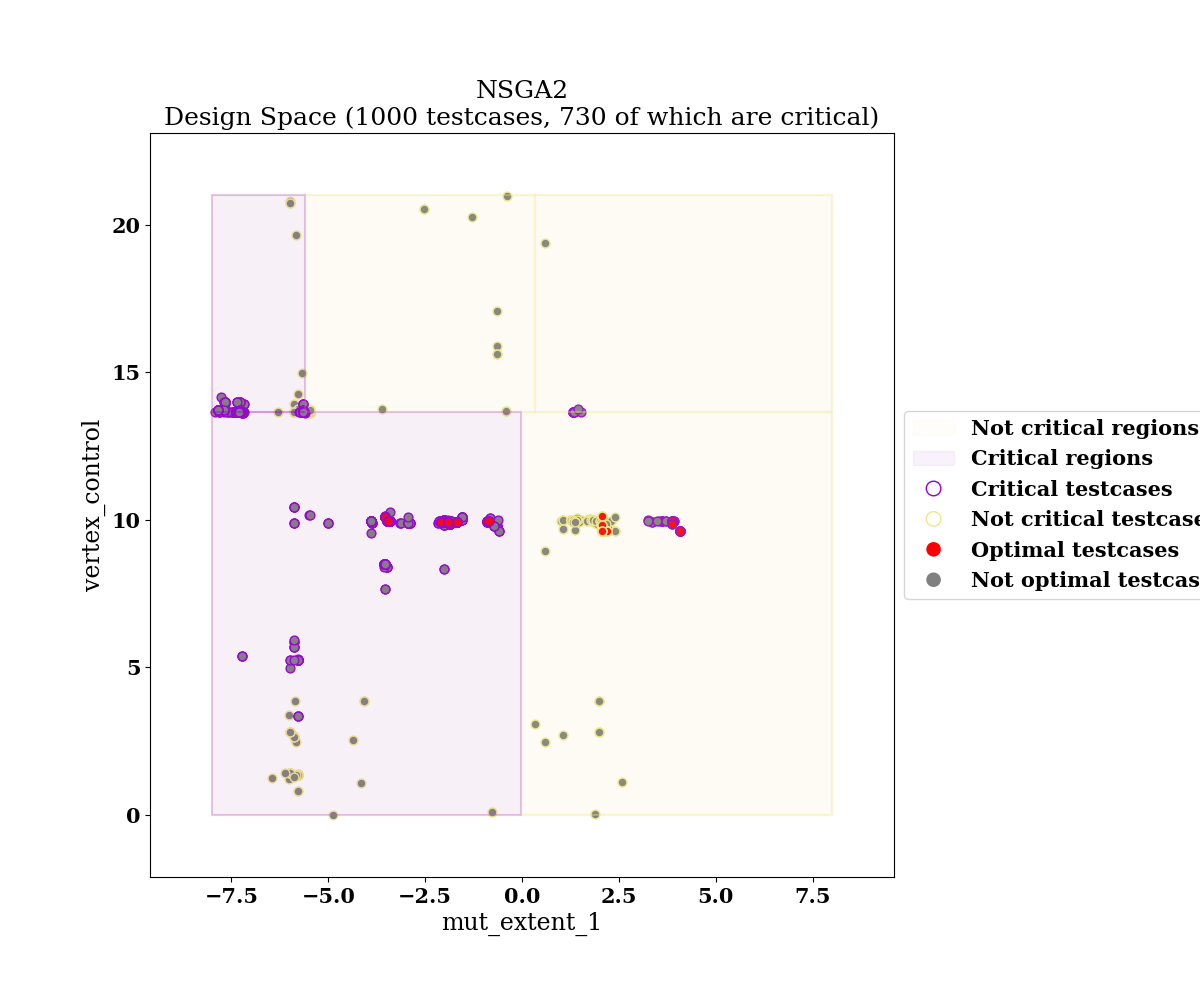 NSGA2
Design Space (1000 testcases, 730 of which are critical)
20
15
10
5
0
vertex_control
−7.5 −5.0 −2.5 0.0 2.5 5.0 7.5
mut_extent_1
Not critical regions
Critical regions
Critical testcases
Not critical testcase
Optimal testcases
Not optimal testcas